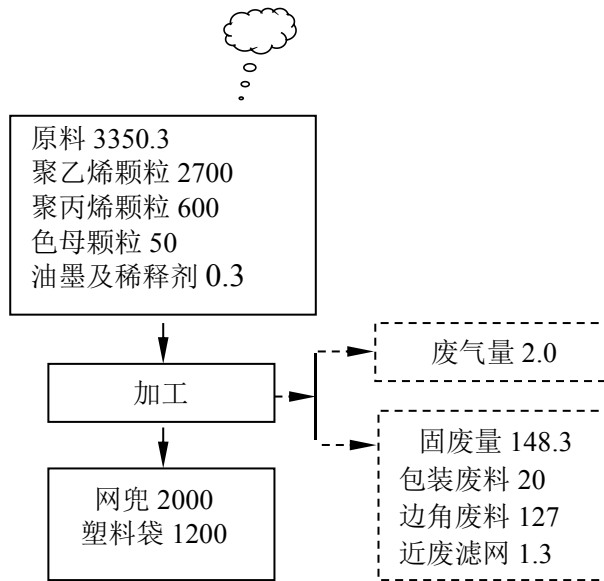 原料 3350.3
聚乙烯颗粒 2700
聚丙烯颗粒 600
色母颗粒 50
油墨及稀释剂 0.3
加工
废气量 2.0
固废量 148.3
包装废料 20
边角废料 127
近废滤网 1.3
网兜 2000
塑料袋 1200